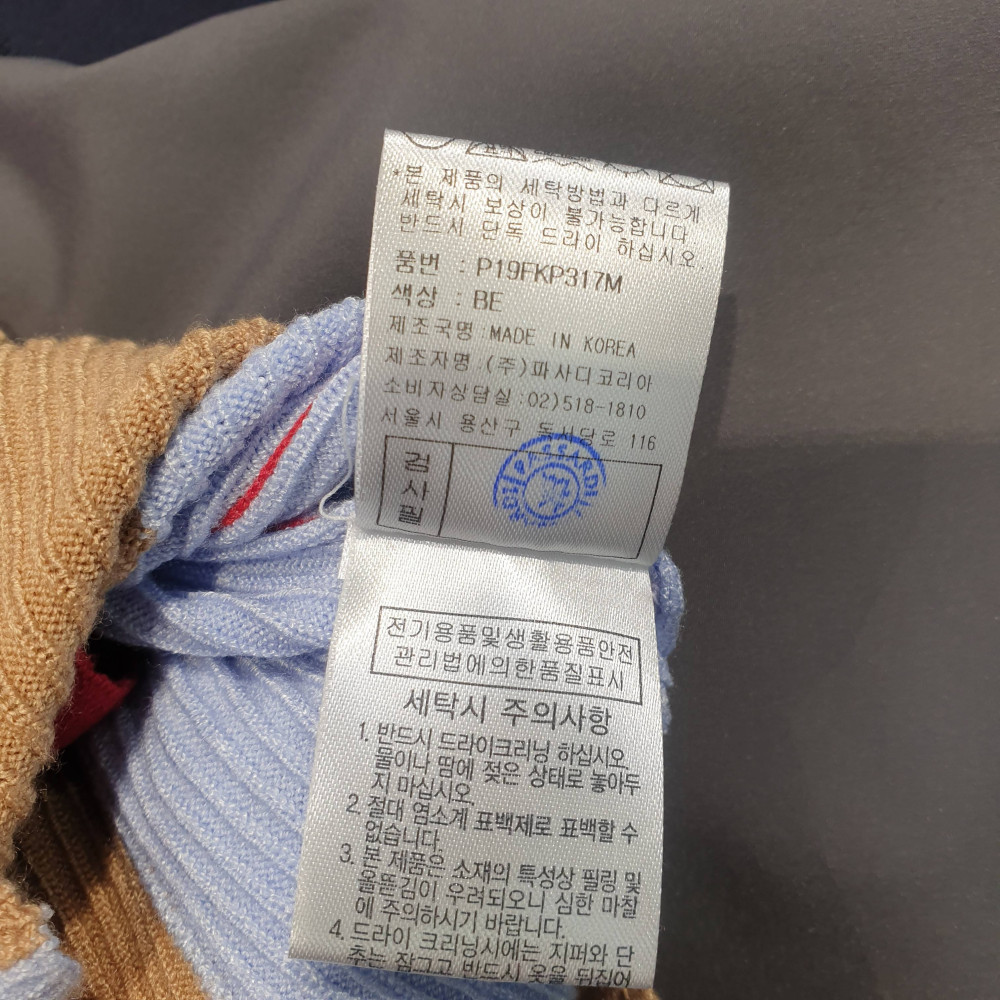 *본 제품의 세탁방법과 다르게
세탁시 보상이 불가능합니다
반드시 단독 드라이 하십시오.
품번 : P19FKP317M
색상 : BE
제조국명 : MADE IN KOREA
제조자명 : (주)파사디코리아
소비자상담실 : 02)518-1810
서울시 용산구 독서당로 116
검
사
필
전기용품및생활용품안전
관리법에의한품질표시
세탁시 주의사항
1. 반드시 드라이크리닝 하십시오.
물이나 땀에 젖은 상태로 놓아두
지 마십시오.
2. 절대 염소계 표백제로 표백할 수
없습니다.
3. 본 제품은 소재의 특성상 필링 및
올뜯김이 우려되오니 심한 마찰
에 주의하시기 바랍니다.
4. 드라이 크리닝시에는 지퍼와 단
추는 잠그고 반드시 옷을 뒤집어